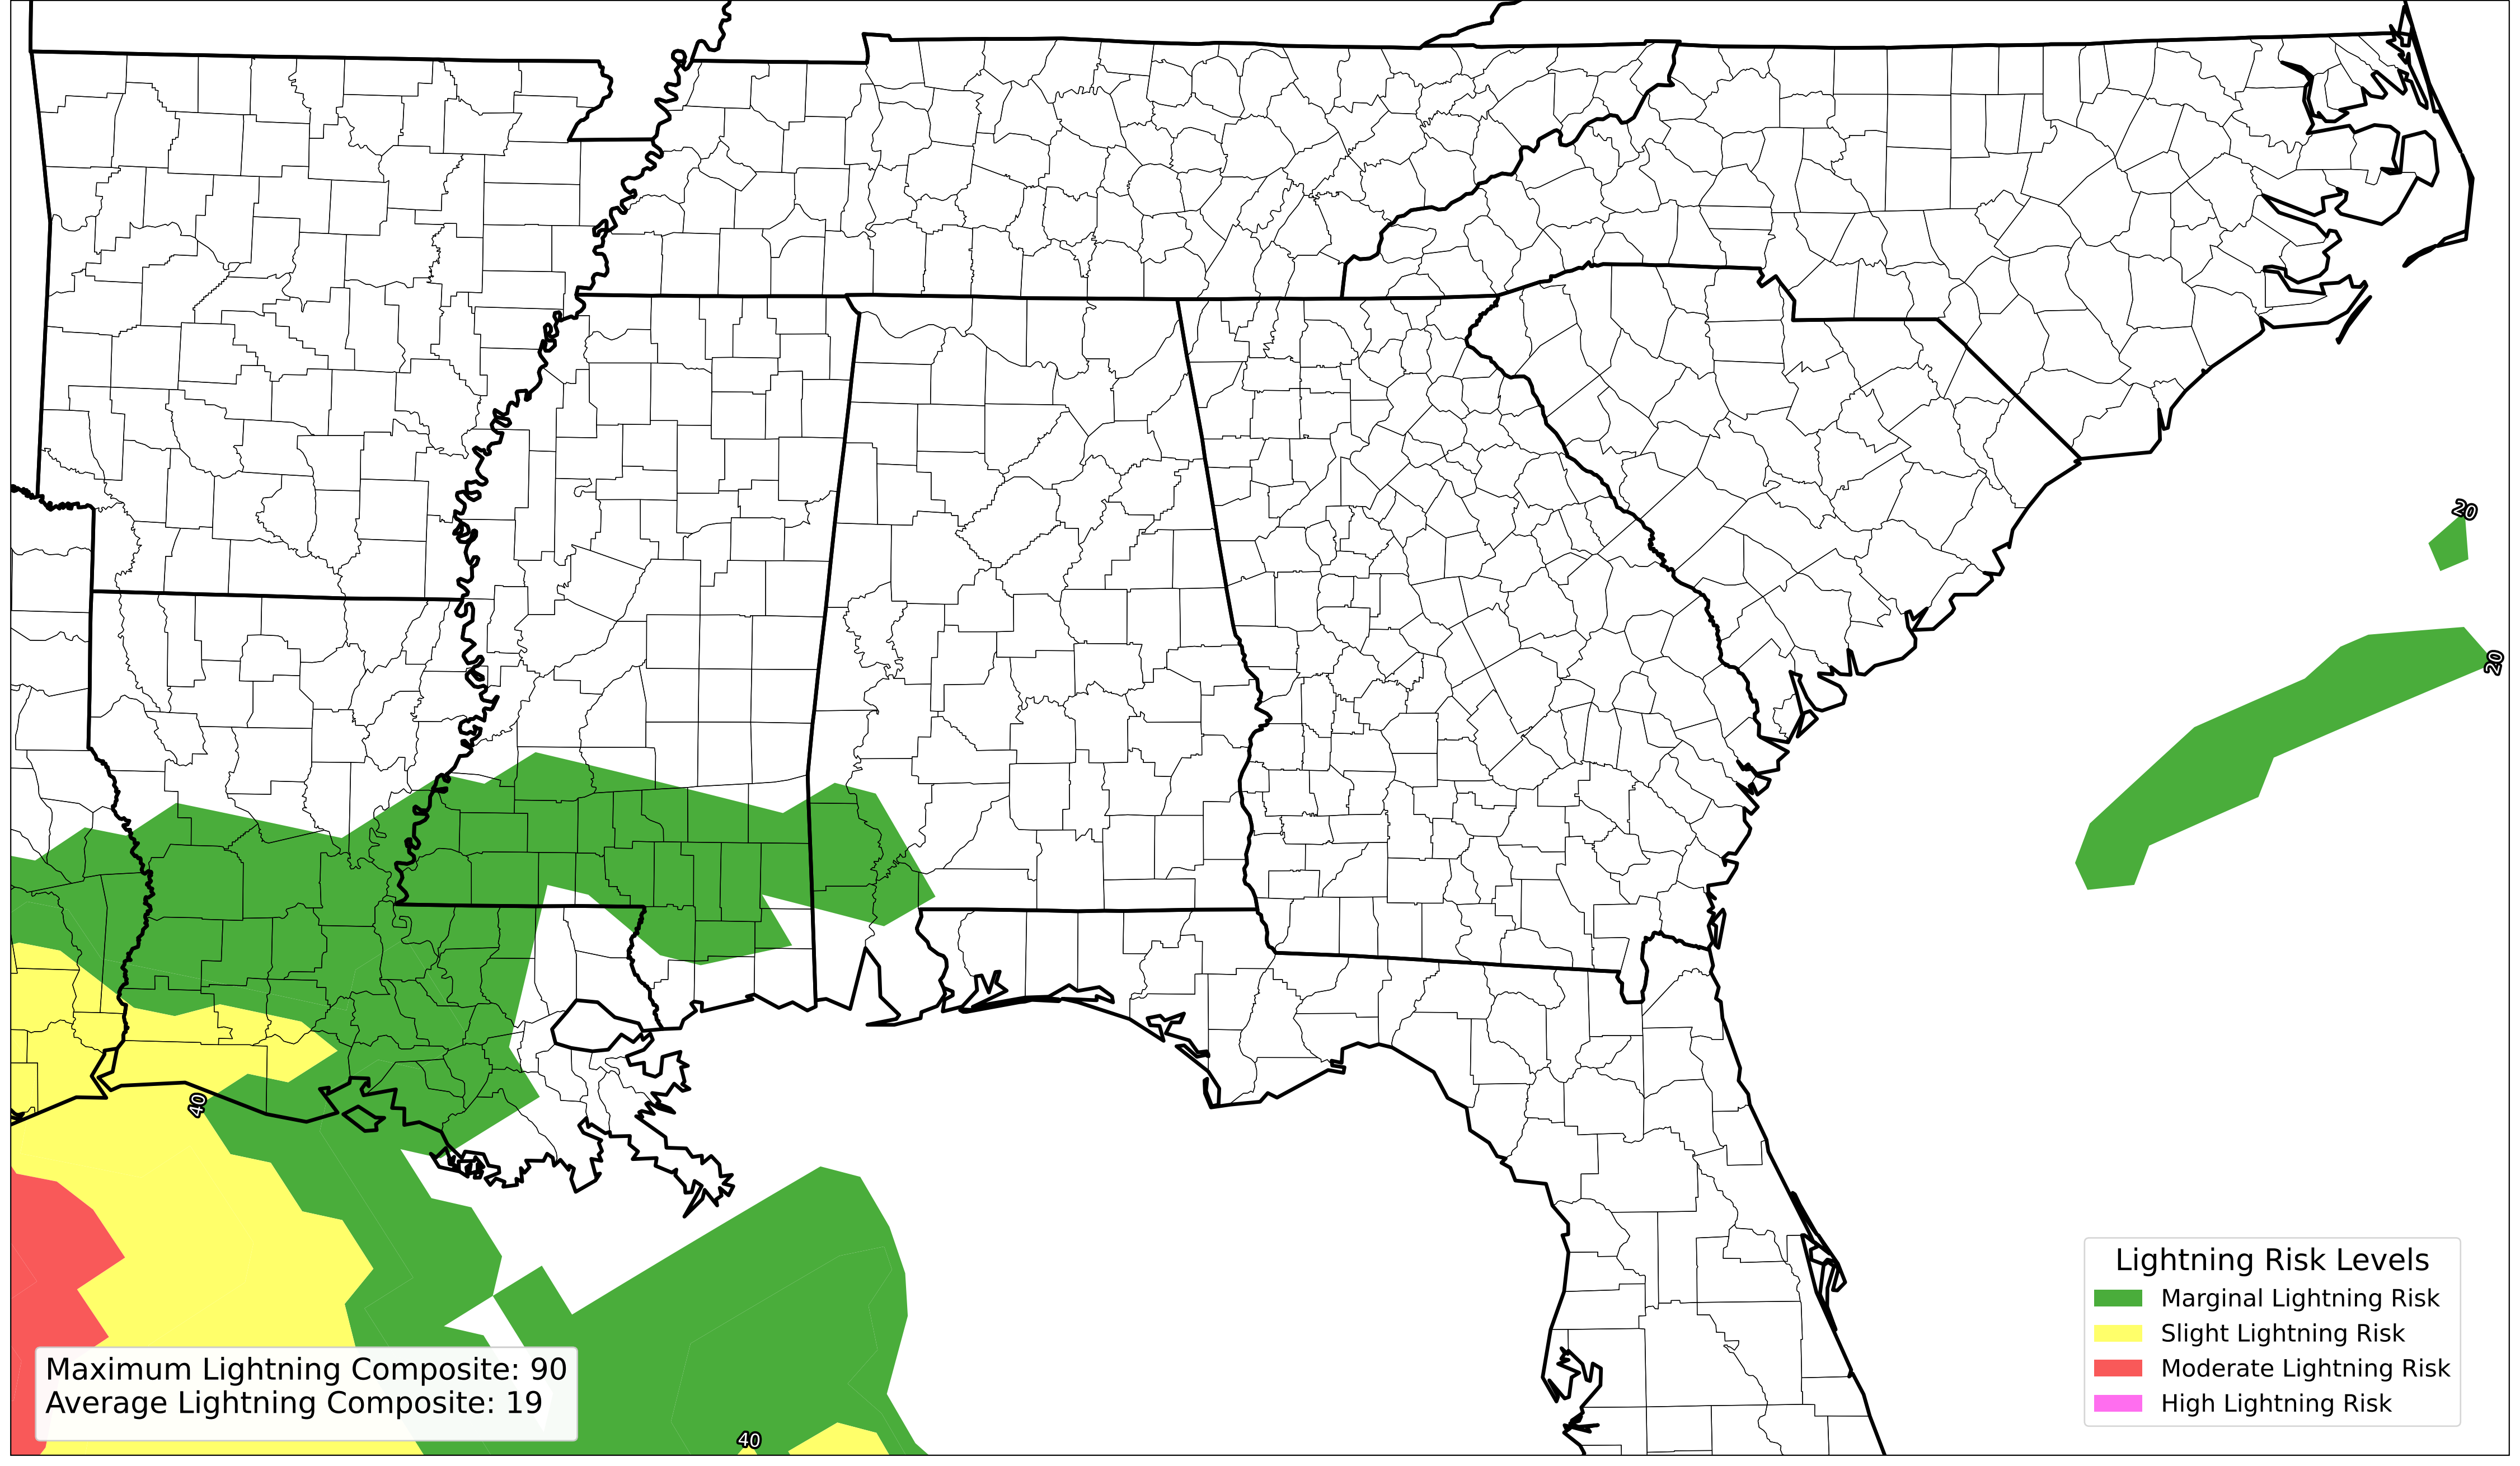 20
20
40
Lightning Risk Levels
Marginal Lightning Risk
Slight Lightning Risk
Moderate Lightning Risk
High Lightning Risk
Maximum Lightning Composite: 90
Average Lightning Composite: 19
40